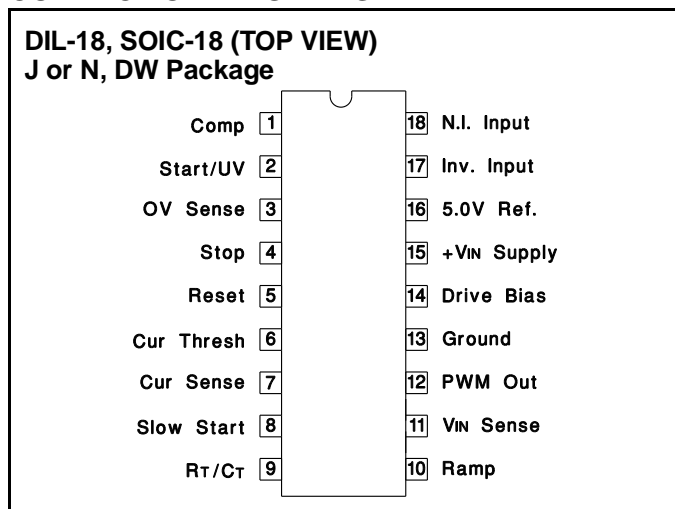 DIL-18, SOIC-18 (TOP VIEW)
J or N, DW Package
Comp 1
Start/UV 2
OV Sense 3
Stop 4
Reset 5
Cur Thresh 6
Cur Sense 7
Slow Start 8
RT/CT 9
18 N.I. Input
17 Inv. Input
16 5.0V Ref.
15 +VIN Supply
14 Drive Bias
13 Ground
12 PWM Out
11 VIN Sense
10 Ramp